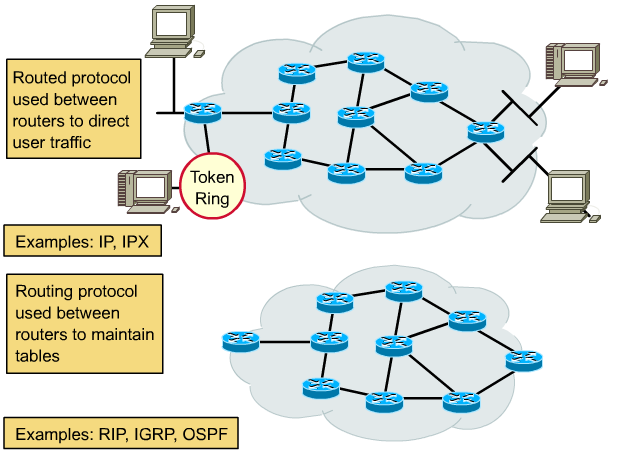 Routed protocol
used between
routers to direct
user traffic
Token
Ring
Examples: IP, IPX
Routing protocol
used between
routers to maintain
tables
Examples: RIP, IGRP, OSPF